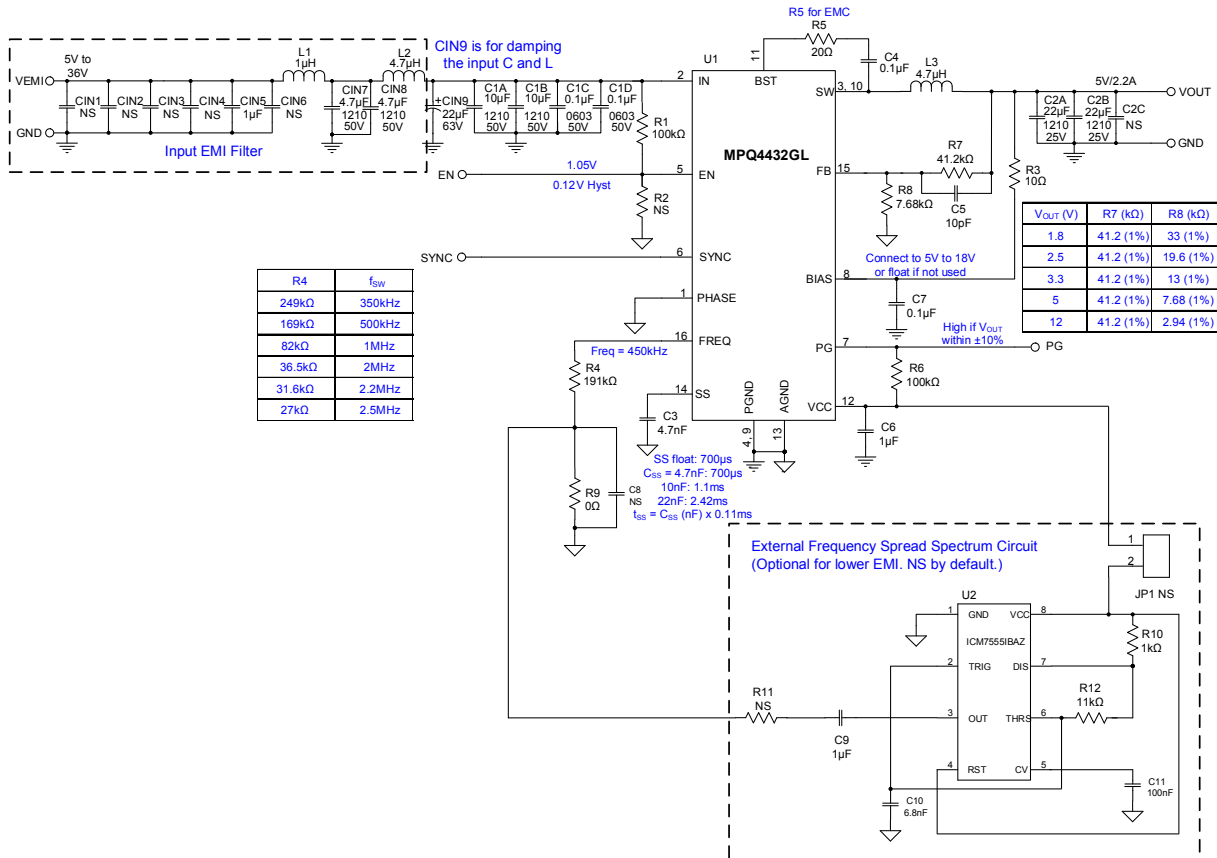 R5 for EMC
R5
20Ω
CIN9 is for damping
the input C and L
5V to
36V
VEMI
L1
1µH
L2
4.7µH
CIN1
NS
CIN2
NS
CIN3
NS
CIN4
NS
CIN5
1µF
CIN6
NS
CIN7
4.7µF
1210
50V
CIN8
4.7µF
1210
50V
GND
Input EMI Filter
+
CIN9
22µF
63V
C1A
10µF
1210
50V
C1B
10µF
1210
50V
C1C
0.1µF
0603
50V
C1D
0.1µF
0603
50V
R1
100kΩ
EN
1.05V
0.12V Hyst
R2
NS
SYNC
U1
MPQ4432GL
2
IN
5
EN
6
SYNC
1
PHASE
16
FREQ
14
SS
11
BST
3, 10
SW
15
FB
8
BIAS
7
PG
12
VCC
PGND
4, 9
AGND
13
C4
0.1µF
L3
4.7µH
5V/2.2A
VOUT
C2A
22µF
1210
25V
C2B
22µF
1210
25V
C2C
NS
GND
R7
41.2kΩ
C5
10pF
R8
7.68kΩ
R3
10Ω
Connect to 5V to 18V
or float if not used
C7
0.1µF
High if VOUT
within ±10%
PG
R6
100kΩ
C6
1µF
VOUT (V) R7 (kΩ) R8 (kΩ)
1.8 41.2 (1%) 33 (1%)
2.5 41.2 (1%) 19.6 (1%)
3.3 41.2 (1%) 13 (1%)
5 41.2 (1%) 7.68 (1%)
12 41.2 (1%) 2.94 (1%)
R4 fSW
249kΩ 350kHz
169kΩ 500kHz
82kΩ 1MHz
36.5kΩ 2MHz
31.6kΩ 2.2MHz
27kΩ 2.5MHz
Freq = 450kHz
R4
191kΩ
C3
4.7nF
SS float: 700µs
CSS = 4.7nF: 700µs
10nF: 1.1ms
22nF: 2.42ms
tSS = CSS (nF) x 0.11ms
R9
0Ω
C8
NS
External Frequency Spread Spectrum Circuit
(Optional for lower EMI. NS by default.)
1
2
JP1 NS
U2
ICM7555IBAZ
1
GND
VCC
8
2
TRIG
DIS
7
3
OUT
THRS
6
4
RST
CV
5
R10
1kΩ
R12
11kΩ
R11
NS
C9
1µF
C10
6.8nF
C11
100nF